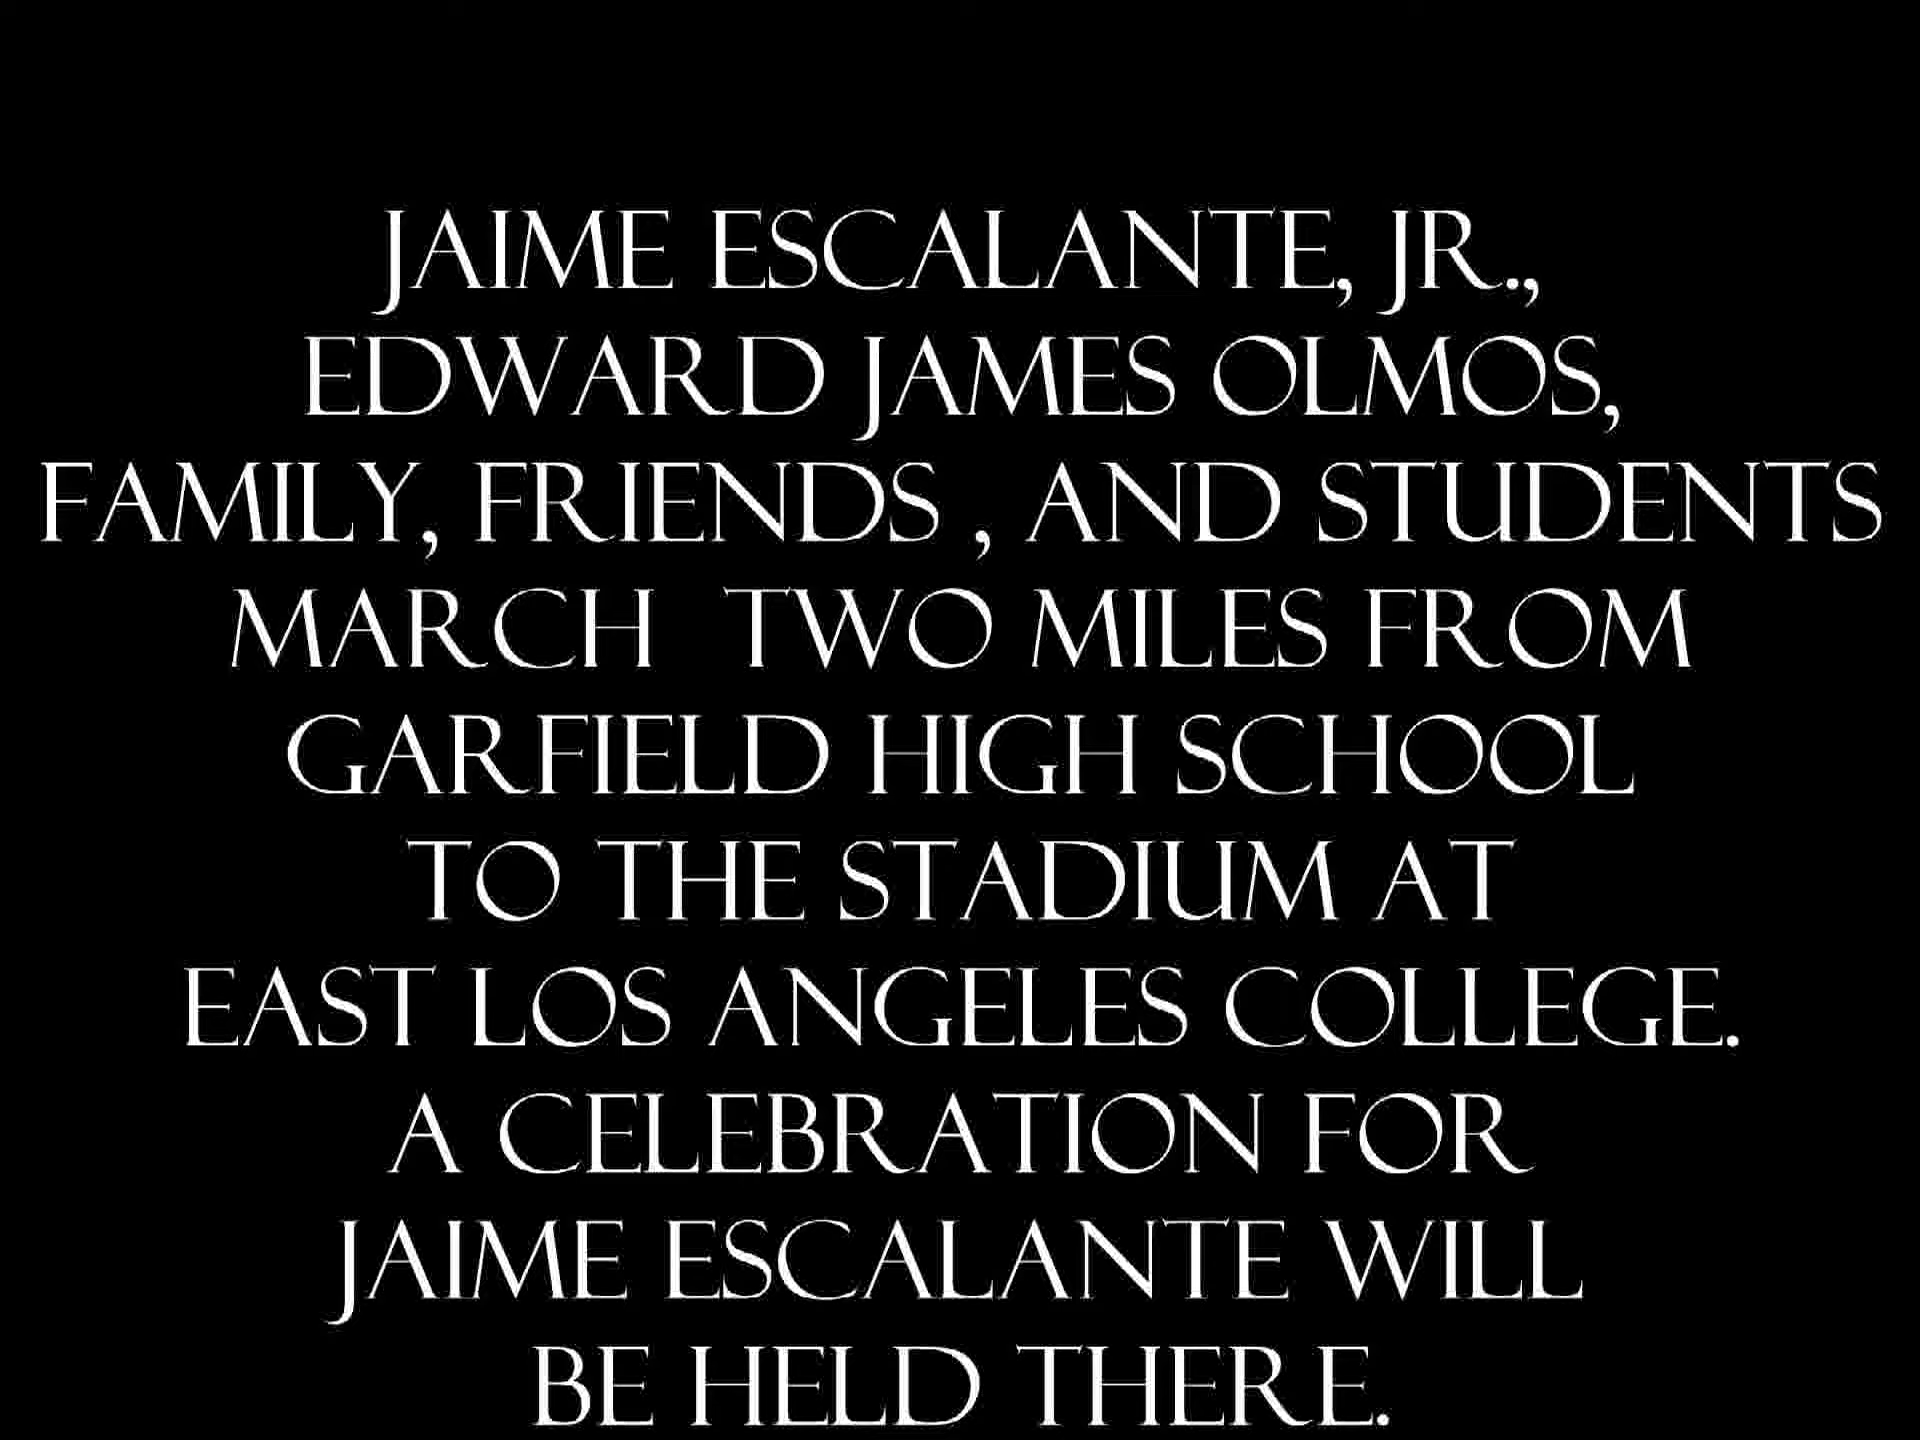 JAIME ESCALANTE, JR.,
EDWARD JAMES OLMOS,
FAMILY, FRIENDS , AND STUDENTS
MARCH  TWO MILES FROM
GARFIELD HIGH SCHOOL
TO THE STADIUM AT
EAST LOS ANGELES COLLEGE.
A CELEBRATION FOR
JAIME ESCALANTE WILL
BE HELD THERE.